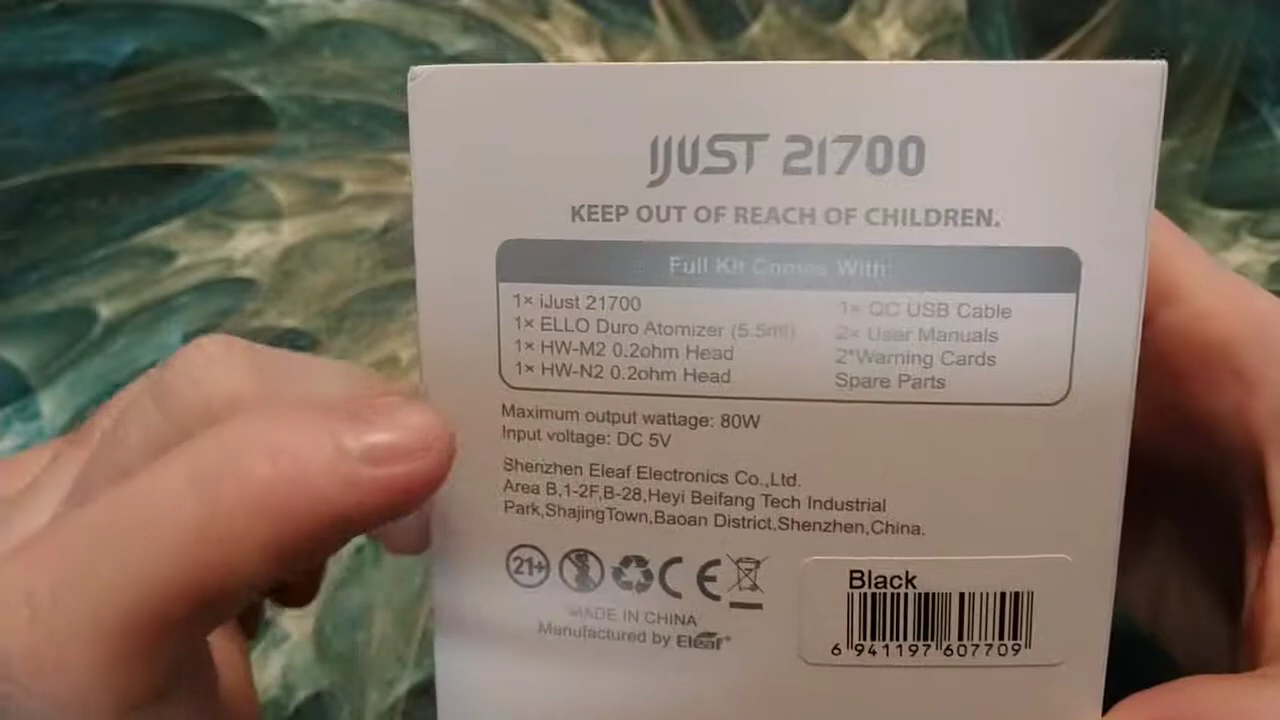 IJUST 21700
KEEP OUT OF REACH OF CHILDREN.
Full Kit Comes With:
1× iJust 21700
1× ELLO Duro Atomizer (5.5ml)
1× HW-M2 0.2ohm Head
1× HW-N2 0.2ohm Head
1× QC USB Cable
2× User Manuals
2*Warning Cards
Spare Parts
Maximum output wattage: 80W
Input voltage: DC 5V
Shenzhen Eleaf Electronics Co.,Ltd.
Area B,1-2F,B-28,Heyi Beifang Tech Industrial
Park,ShajingTown,Baoan District,Shenzhen,China.
21+
CE
MADE IN CHINA
Manufactured by Eleaf
Black
6 941197 607709